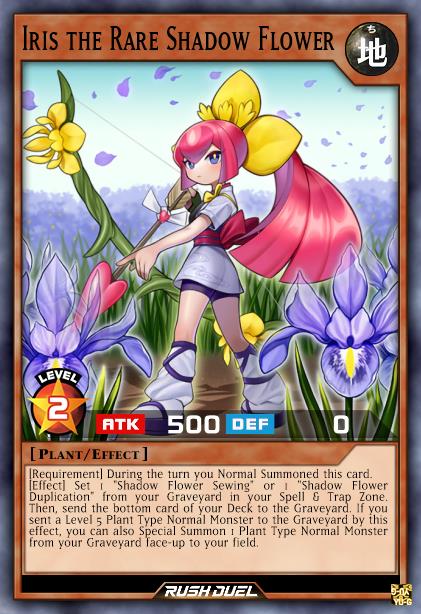 Iris the Rare Shadow Flower
ち
地
LEVEL
2
ATK 500 DEF 0
[Plant/Effect]
[Requirement] During the turn you Normal Summoned this card.
[Effect] Set 1 "Shadow Flower Sewing" or 1 "Shadow Flower
Duplication" from your Graveyard in your Spell & Trap Zone.
Then, send the bottom card of your Deck to the Graveyard. If you
sent a Level 5 Plant Type Normal Monster to the Graveyard by this
effect, you can also Special Summon 1 Plant Type Normal Monster
from your Graveyard face-up to your field.
RUSH DUEL